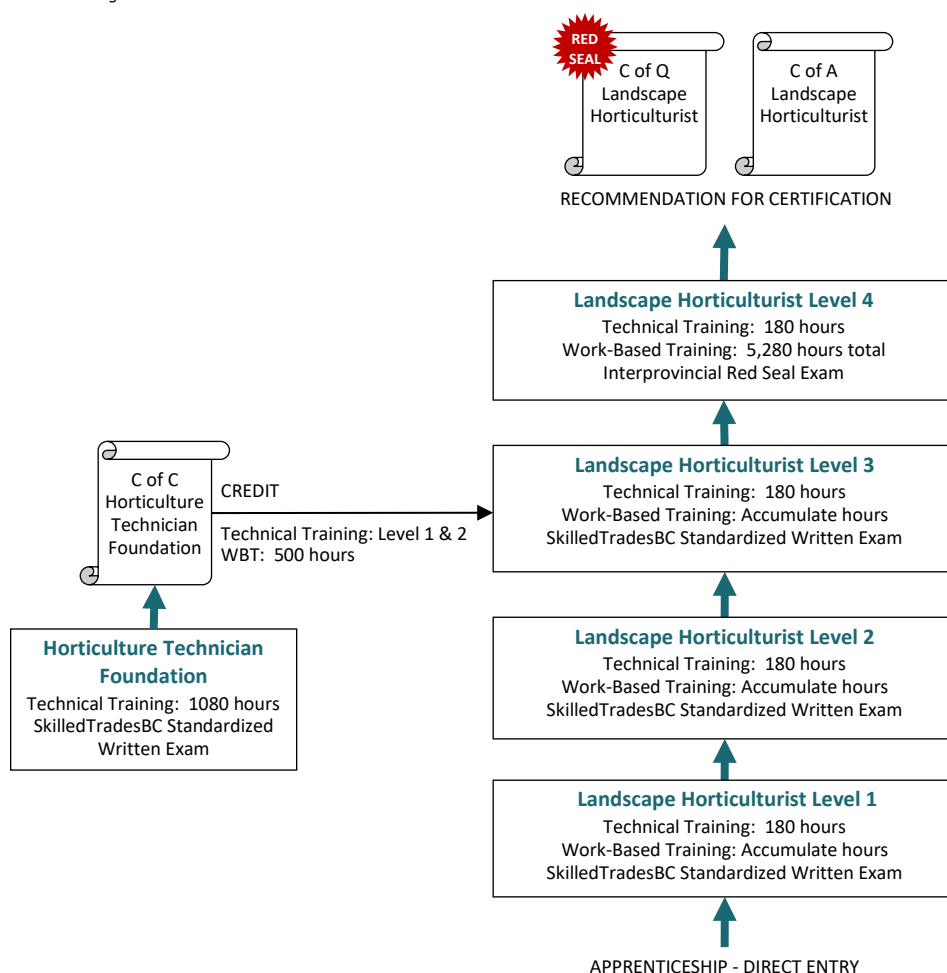 RED
SEAL
C of Q
Landscape
Horticulturist
C of A
Landscape
Horticulturist
RECOMMENDATION FOR CERTIFICATION
Landscape Horticulturist Level 4
Technical Training: 180 hours
Work-Based Training: 5,280 hours total
Interprovincial Red Seal Exam
C of C
Horticulture
Technician
Foundation
CREDIT
Technical Training: Level 1 & 2
WBT: 500 hours
Landscape Horticulturist Level 3
Technical Training: 180 hours
Work-Based Training: Accumulate hours
SkilledTradesBC Standardized Written Exam
Horticulture Technician
Foundation
Technical Training: 1080 hours
SkilledTradesBC Standardized
Written Exam
Landscape Horticulturist Level 2
Technical Training: 180 hours
Work-Based Training: Accumulate hours
SkilledTradesBC Standardized Written Exam
Landscape Horticulturist Level 1
Technical Training: 180 hours
Work-Based Training: Accumulate hours
SkilledTradesBC Standardized Written Exam
APPRENTICESHIP - DIRECT ENTRY